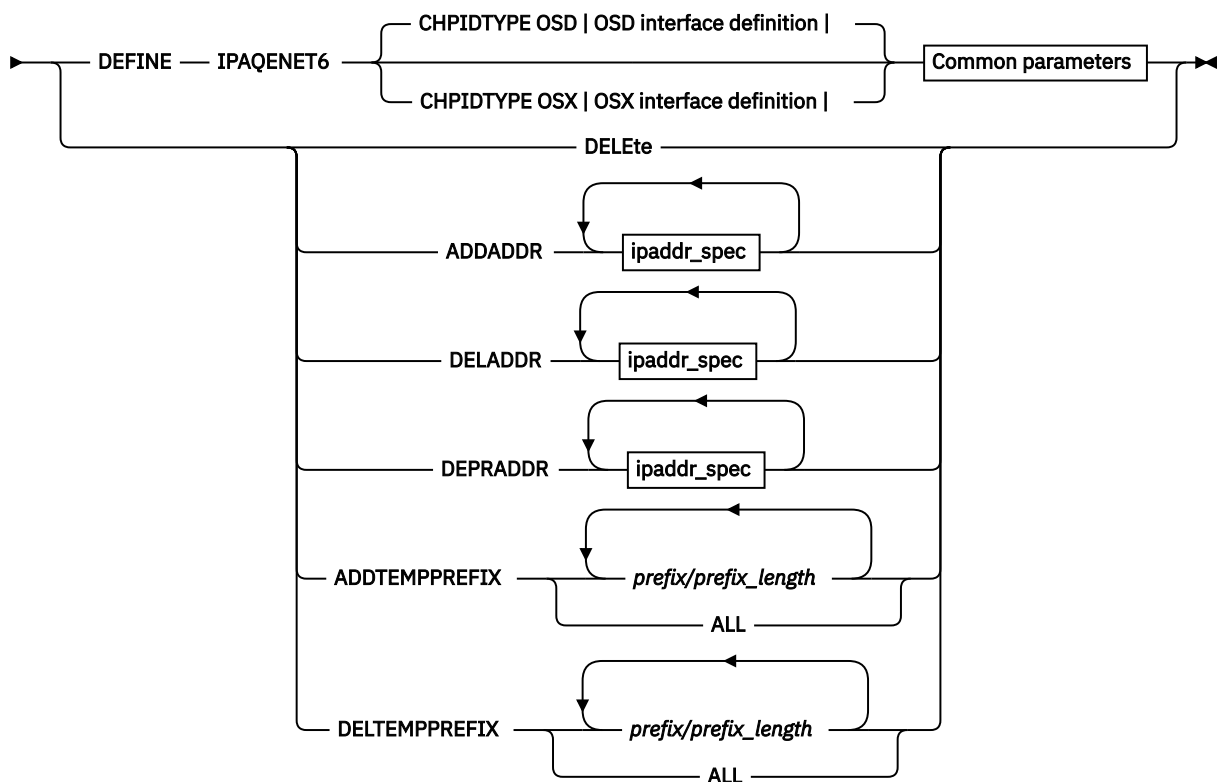 CHPIDTYPE OSD | OSD interface definition |
DEFINE IPAQENET6 Common parameters
CHPIDTYPE OSX | OSX interface definition |
DELEte
ADDADDR ipaddr_spec
DELADDR ipaddr_spec
DEPRADDR ipaddr_spec
ADDTEMPPREFIX prefix/prefix_length
ALL
DELTEMPPREFIX prefix/prefix_length
ALL